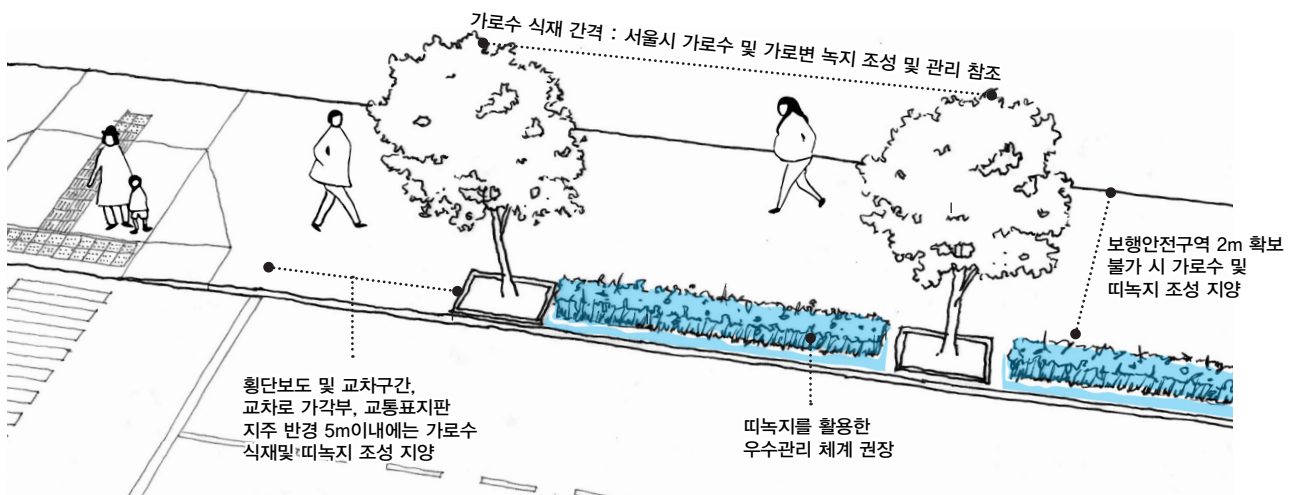 가로수 식재 간격 : 서울시 가로수 및 가로변 녹지 조성 및 관리 참조
보행안전구역 2m 확보
불가 시 가로수 및
띠녹지 조성 지양
횡단보도 및 교차구간,
교차로 가각부, 교통표지판
지주 반경 5m이내에는 가로수
식재및 띠녹지 조성 지양
띠녹지를 활용한
우수관리 체계 권장